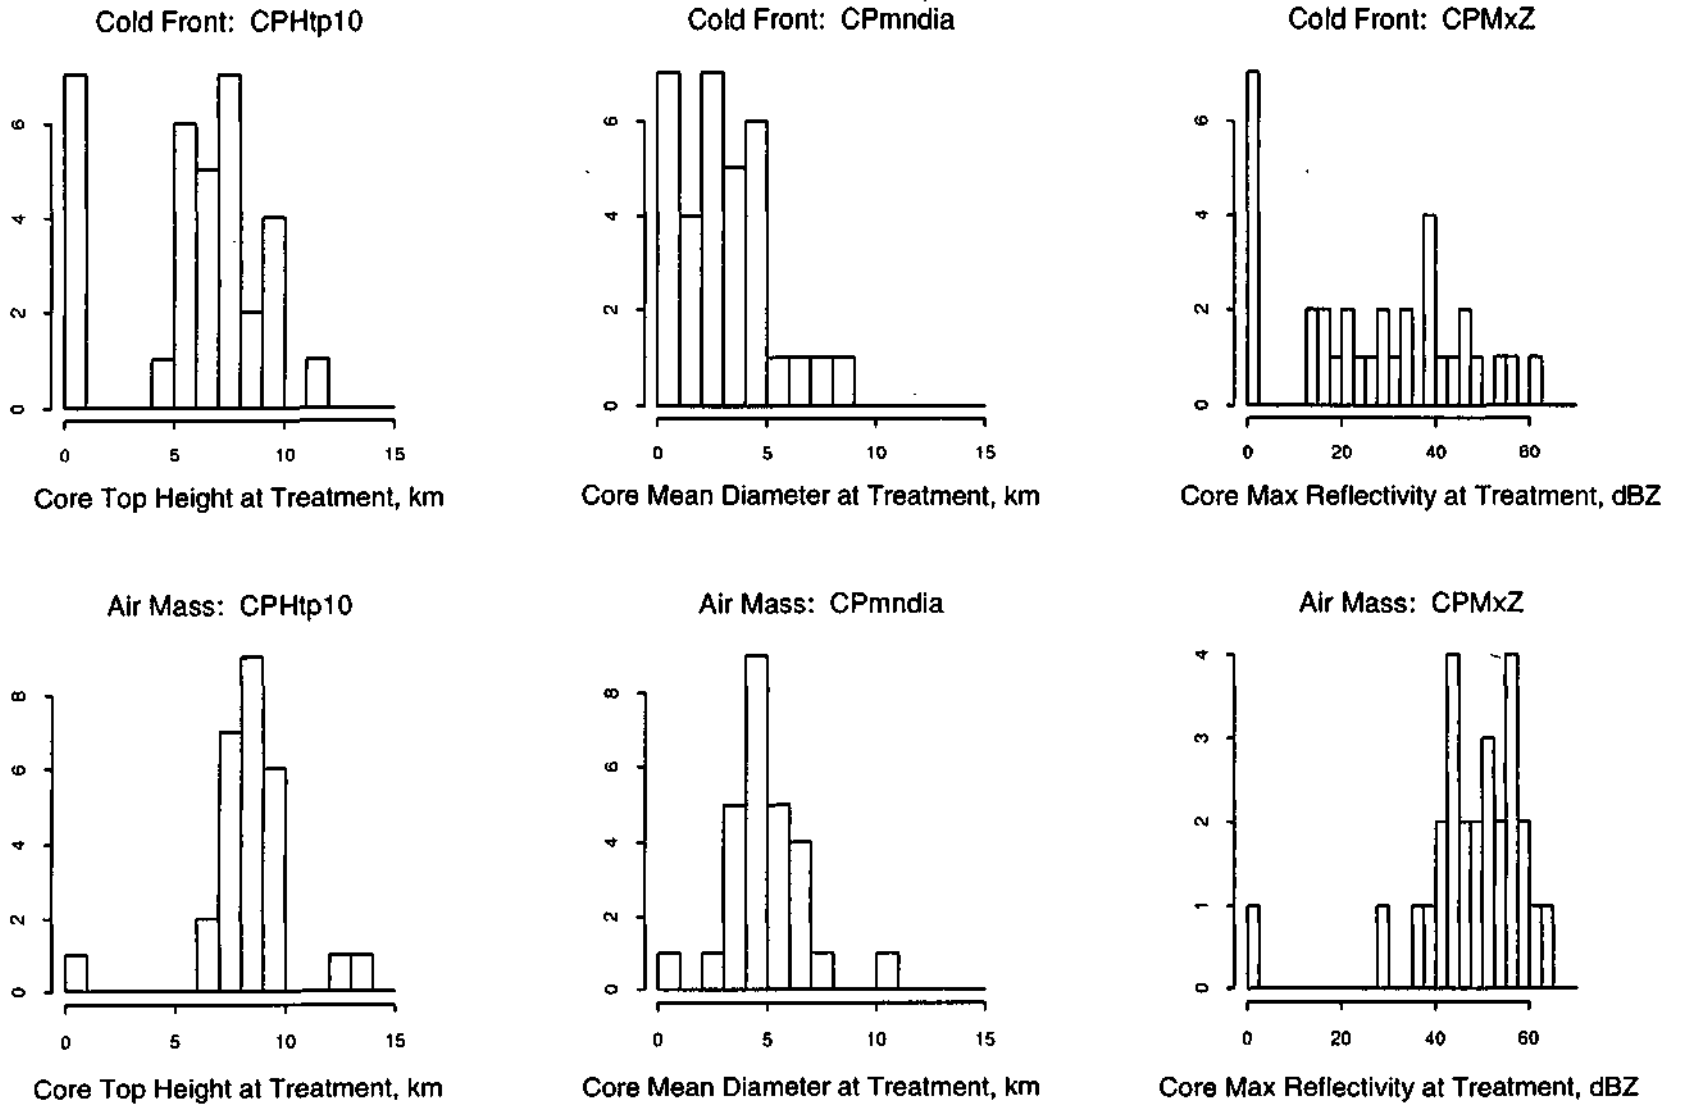 Cold Front: CPHtp10
0 2 4 6
0 5 10 15
Core Top Height at Treatment, km
Cold Front: CPmndia
0 2 4 6
0 5 10 15
Core Mean Diameter at Treatment, km
Cold Front: CPMxZ
0 2 4 6
0 20 40 60
Core Max Reflectivity at Treatment, dBZ
Air Mass: CPHtp10
0 2 4 6 8
0 5 10 15
Core Top Height at Treatment, km
Air Mass: CPmndia
0 2 4 6 8
0 5 10 15
Core Mean Diameter at Treatment, km
Air Mass: CPMxZ
0 1 2 3 4
0 20 40 60
Core Max Reflectivity at Treatment, dBZ